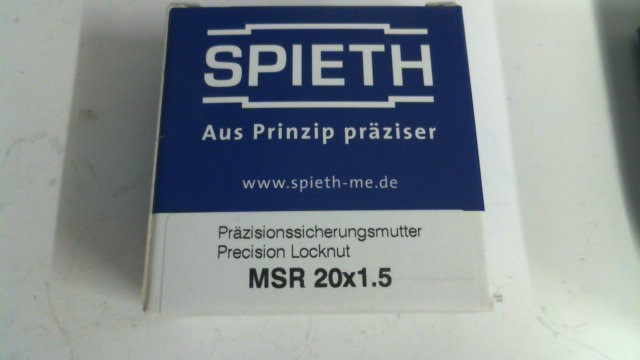 SPIETH
Aus Prinzip präziser
www.spieth-me.de
Präzisionssicherungsmutter
Precision Locknut
MSR 20x1.5